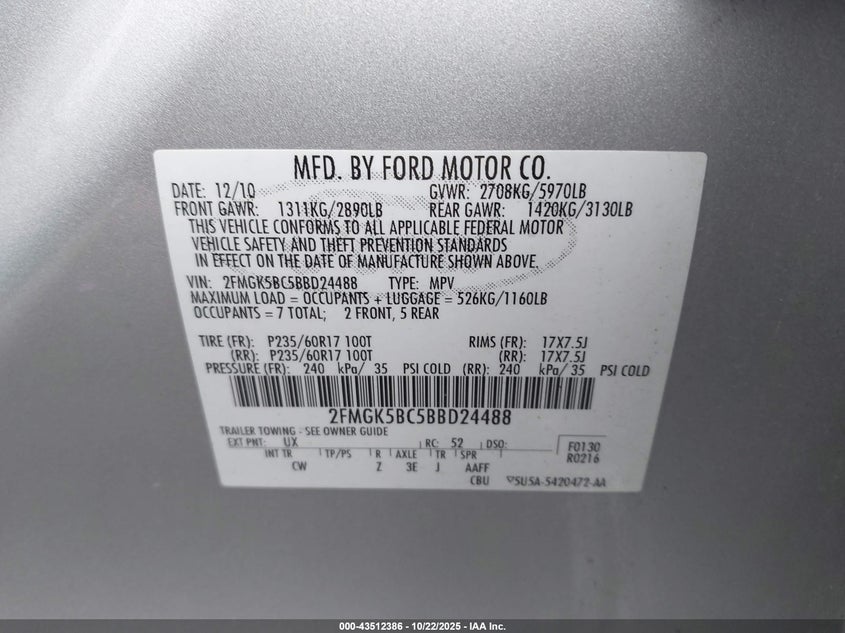 MFD. BY FORD MOTOR CO.
DATE: 12/10 GVWR: 2708KG/5970LB
FRONT GAWR: 1311KG/2890LB REAR GAWR: 1420KG/3130LB
THIS VEHICLE CONFORMS TO ALL APPLICABLE FEDERAL MOTOR
VEHICLE SAFETY AND THEFT PREVENTION STANDARDS
IN EFFECT ON THE DATE OF MANUFACTURE SHOWN ABOVE.
VIN: 2FMGK5BC5BBD24488 TYPE: MPV
MAXIMUM LOAD = OCCUPANTS + LUGGAGE = 526KG/1160LB
OCCUPANTS = 7 TOTAL; 2 FRONT, 5 REAR
TIRE (FR): P235/60R17 100T RIMS (FR): 17X7.5J
(RR): P235/60R17 100T (RR): 17X7.5J
PRESSURE (FR): 240 kPa/ 35 PSI COLD (RR): 240 kPa/ 35 PSI COLD
2FMGK5BC5BBD24488
TRAILER TOWING - SEE OWNER GUIDE
EXT PNT: UX RC: 52 DSO: F0130
INT TR TP/PS R AXLE TR SPR R0216
CW Z 3E J AAFF
CBU 5U5A-5420472-AA
000-43512386 - 10/22/2025 - IAA Inc.